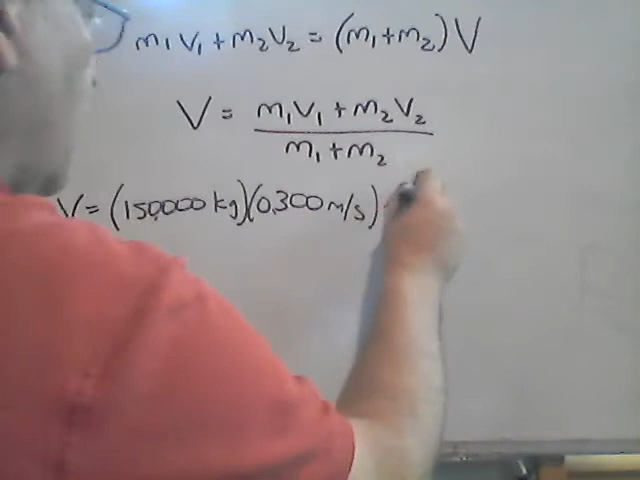 m₁V₁ + m₂V₂ = (m₁+m₂)V
V = m₁V₁ + m₂V₂
m₁ + m₂
V = (150,000 kg)(0.300 m/s)